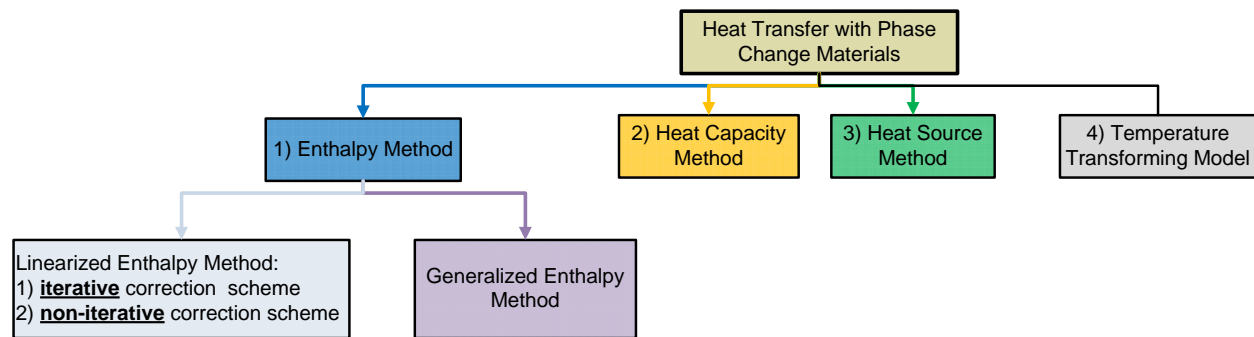 Heat Transfer with Phase
Change Materials
1) Enthalpy Method
2) Heat Capacity
Method
3) Heat Source
Method
4) Temperature
Transforming Model
Linearized Enthalpy Method:
1) iterative correction scheme
2) non-iterative correction scheme
Generalized Enthalpy
Method